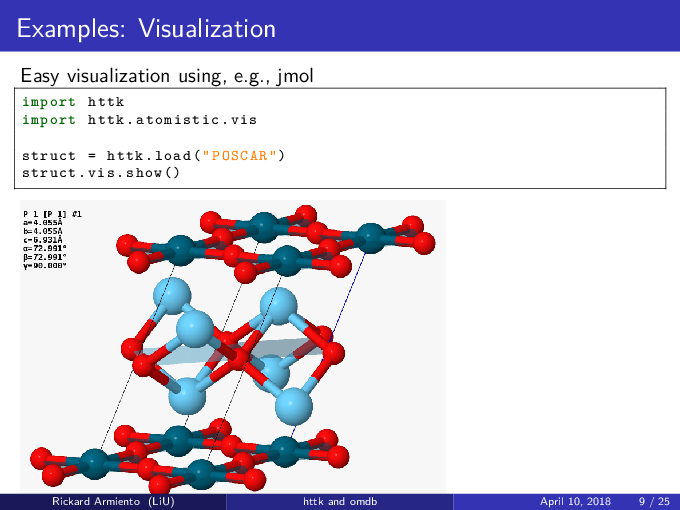 Examples: Visualization
Easy visualization using, e.g., jmol
import httk
import httk.atomistic.vis
struct = httk.load("POSCAR")
struct.vis.show()
P 1 [P 1] #1
a=4.055Å
b=4.055Å
c=6.931Å
α=72.991°
β=72.991°
γ=90.000°
Rickard Armiento (LiU) httk and omdb April 10, 2018 9 / 25